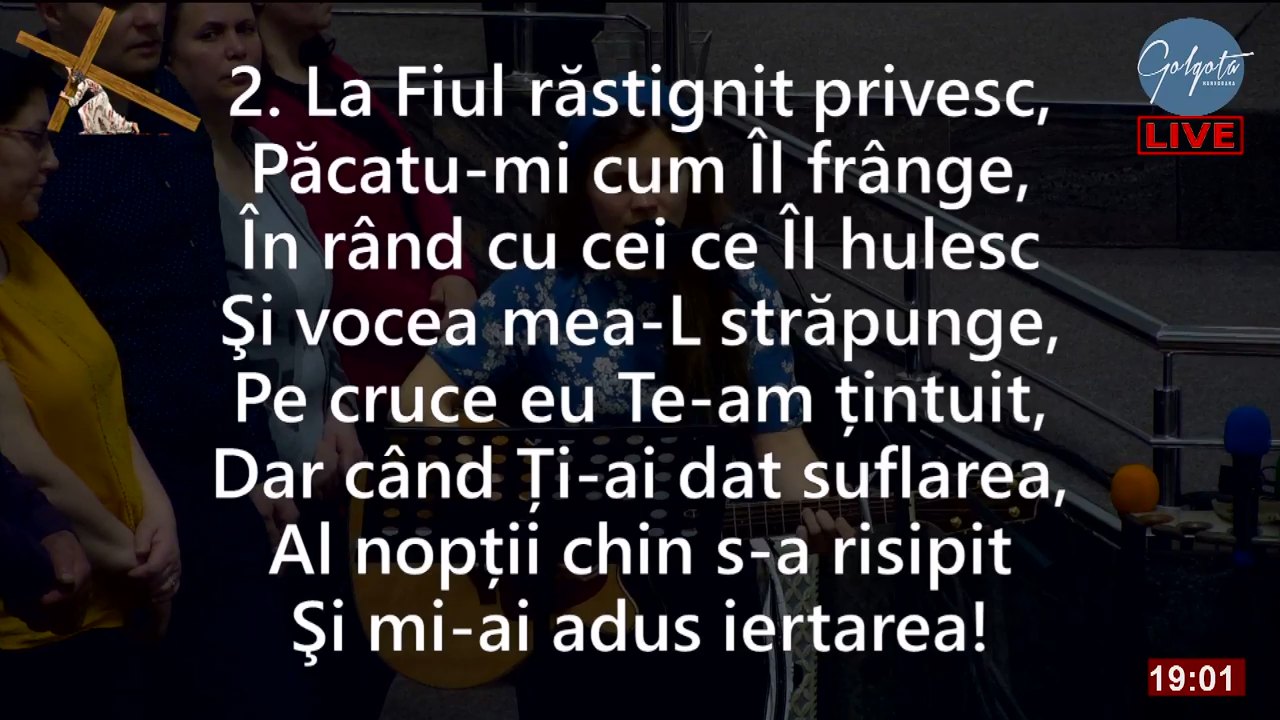 2. La Fiul răstignit privesc,
Păcatu-mi cum Îl frânge,
În rând cu cei ce Îl hulesc
Şi vocea mea-L străpunge,
Pe cruce eu Te-am țintuit,
Dar când Ți-ai dat suflarea,
Al nopții chin s-a risipit
Şi mi-ai adus iertarea!
Golgota
HUNEDOARA
LIVE
19:01